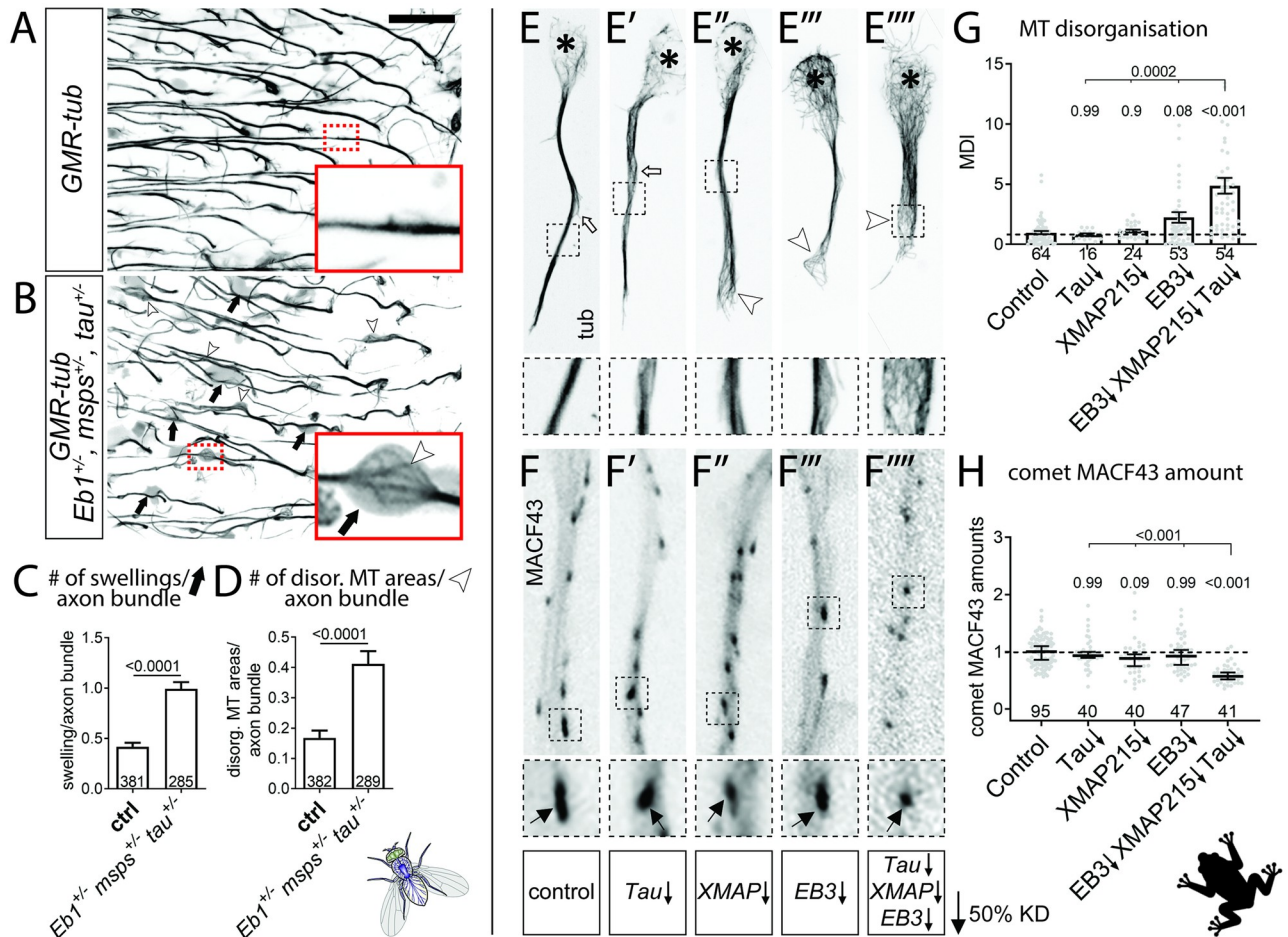 A
GMR-tub
B
GMR-tub
Eb1+/-, msps+/-, tau+/-
C
# of swellings/
axon bundle
swelling/axon bundle
1.5
1.0
0.5
0.0
<0.0001
381
285
ctrl
Eb1+/- msps+/- tau+/-
D
# of disor. MT areas/
axon bundle
disorg. MT areas/
axon bundle
0.5
0.4
0.3
0.2
0.1
0.0
<0.0001
382
289
ctrl
Eb1+/- msps+/- tau+/-
E
E′
E″
E‴
E⁗
*
*
*
*
*
tub
F
F′
F″
F‴
F⁗
MACF43
control
Tau↓
XMAP↓
EB3↓
Tau↓
XMAP↓
EB3↓
↓50% KD
G
MT disorganisation
MDI
15
10
5
0
0.0002
0.99
0.9
0.08
<0.001
64
16
24
53
54
Control
Tau↓
XMAP215↓
EB3↓
EB3↓ XMAP215↓ Tau↓
H
comet MACF43 amount
comet MACF43 amounts
2
1
0
<0.001
0.99
0.09
0.99
<0.001
95
40
40
47
41
Control
Tau↓
XMAP215↓
EB3↓
EB3↓ XMAP215↓ Tau↓